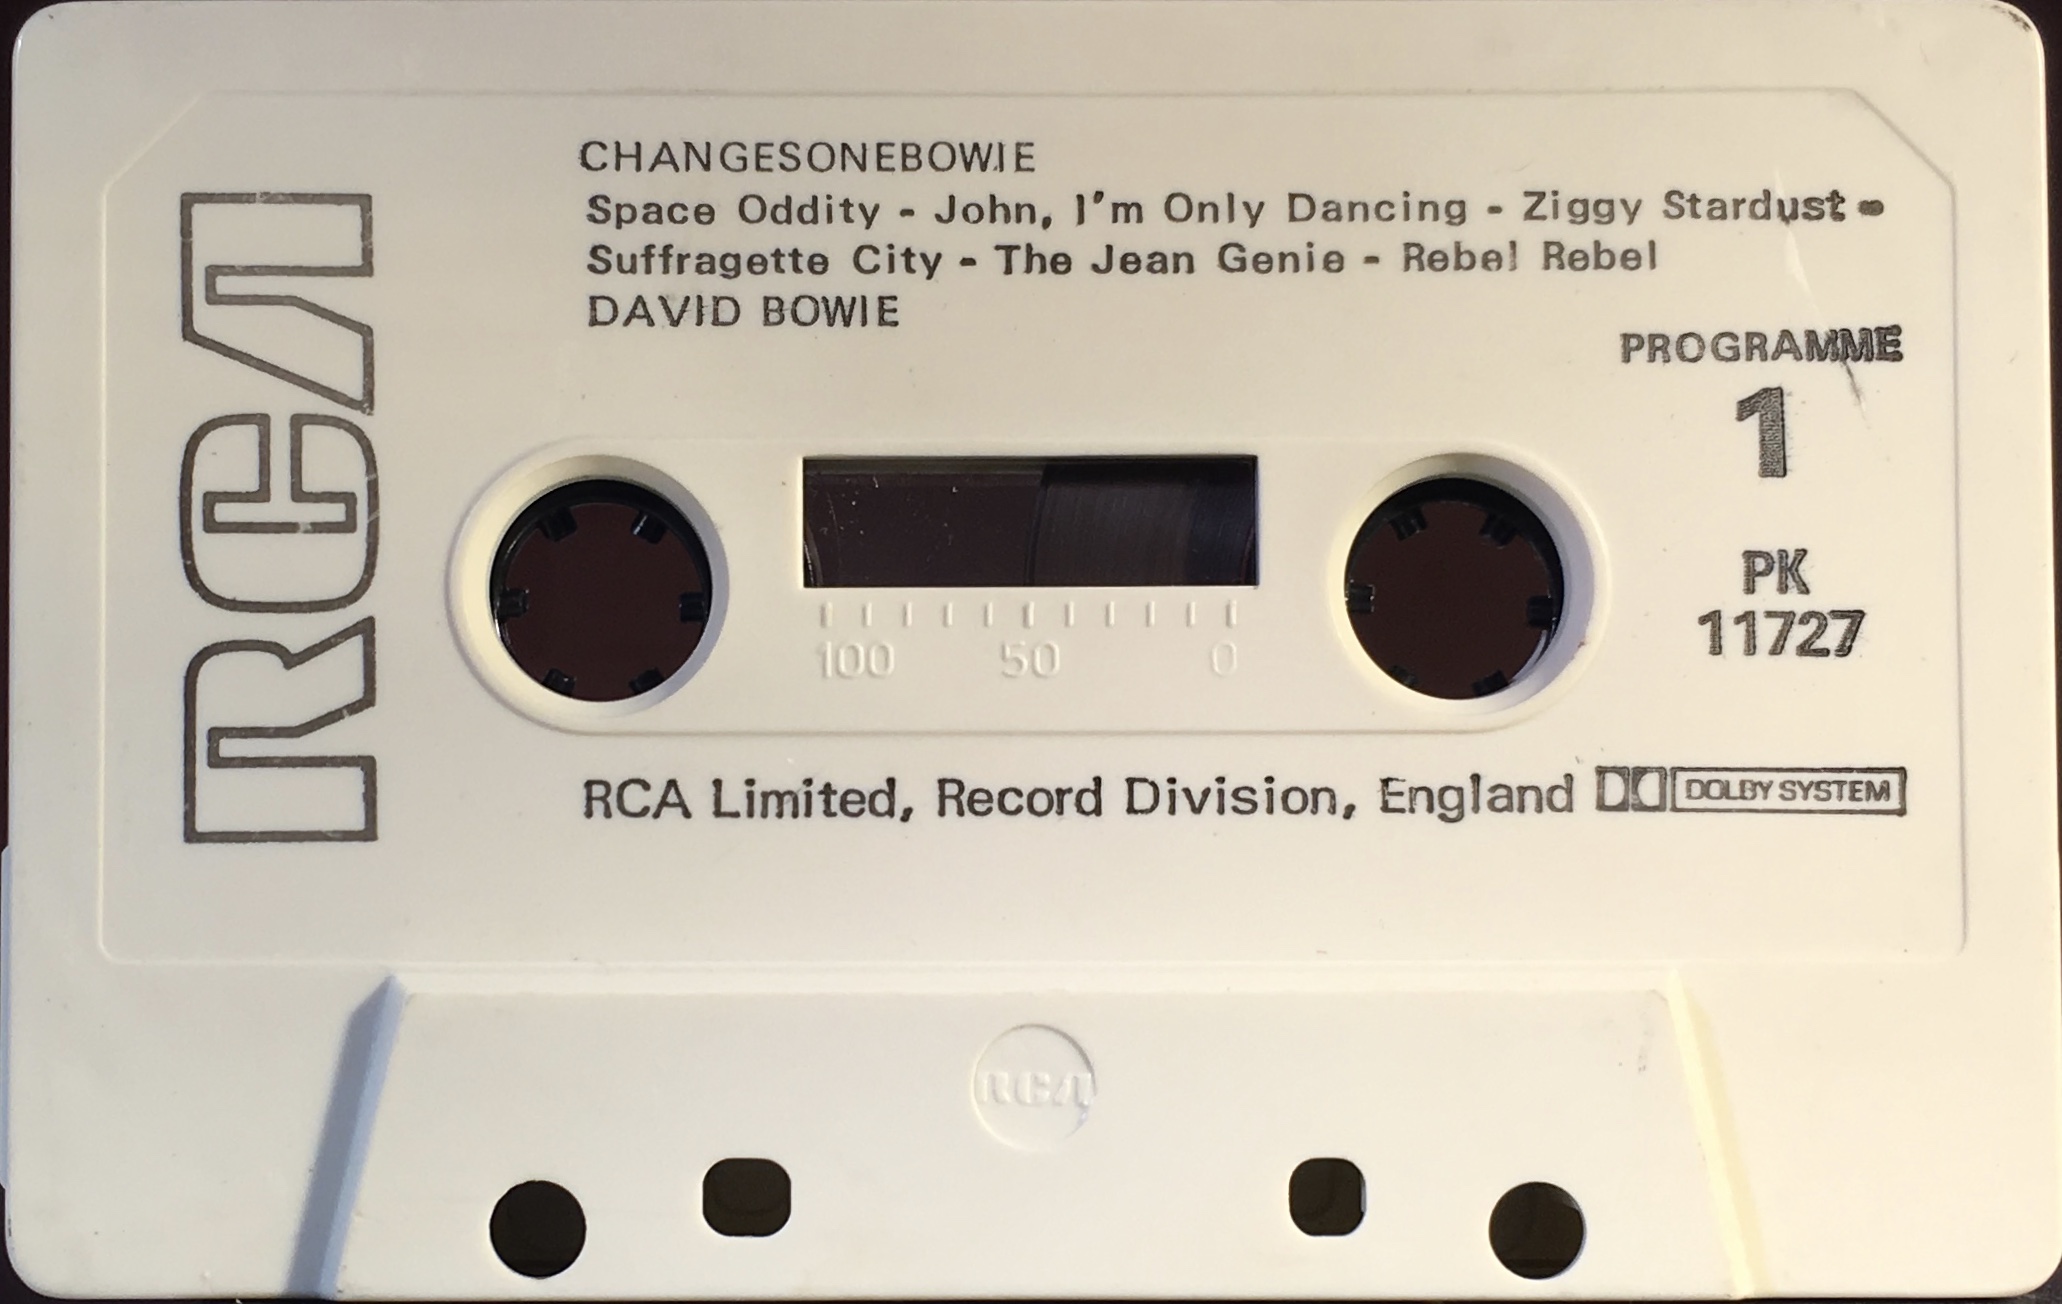 CHANGESONEBOWIE
Space Oddity - John, I'm Only Dancing - Ziggy Stardust -
Suffragette City - The Jean Genie - Rebel Rebel
DAVID BOWIE
RCA
PROGRAMME
1
PK
11727
100 50 0
RCA Limited, Record Division, England DOLBY SYSTEM
RCA